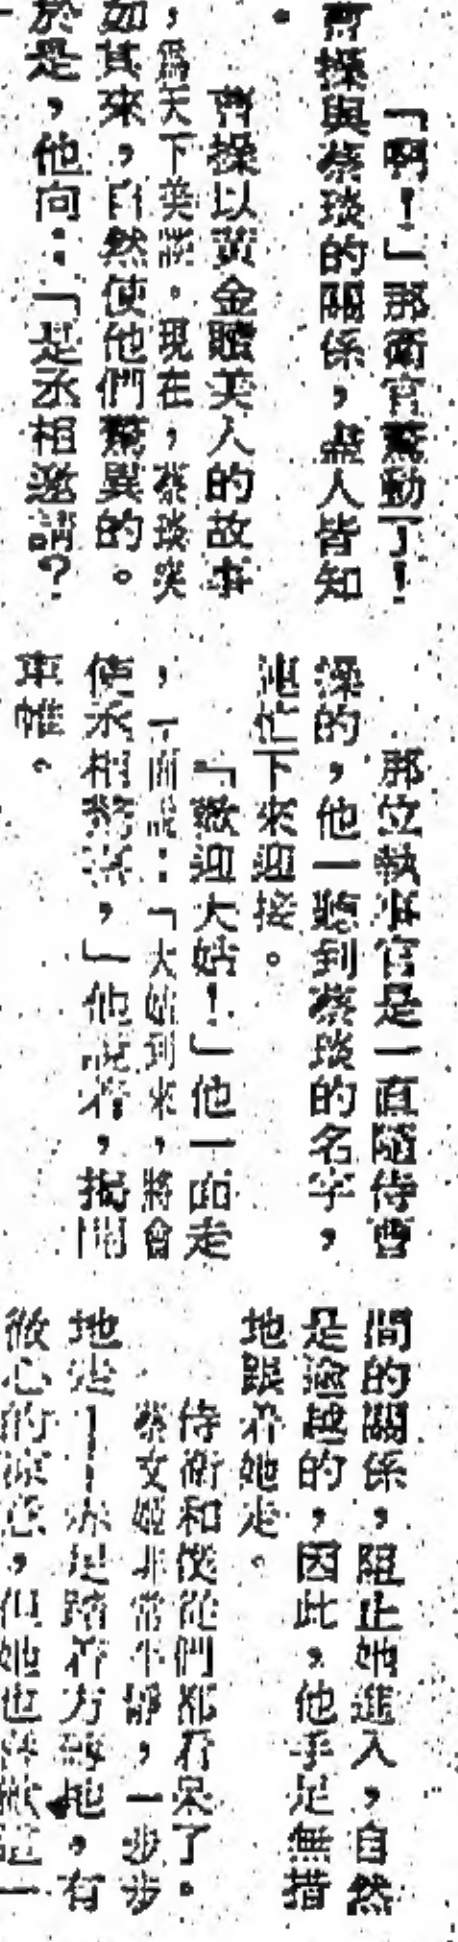 「啊！」那衛官驚動了！
曹操與蔡琰的關係，盡人皆知
。
曹操以黃金贖美人的故事
，為天下美談。現在，蔡琰突
如其來，自然使他們驚異的。
於是，他向：「是丞相邀請？
那位執事官是一直隨侍曹
操的，他一聽到蔡琰的名字，
連忙下來迎接。
「歡迎大姑！」他一面走
，一面說：「大姑到來，將會
使丞相驚喜，」他說着，揭開
車帷。
間的關係，阻止她進入，自然
是逾越的，因此，他手足無措
地跟着她走。
侍衛和僕從們都看呆了。
蔡文姬非常平靜，一步步
地走——亦是踏着方磚地，有
徹心的涼意，但她也